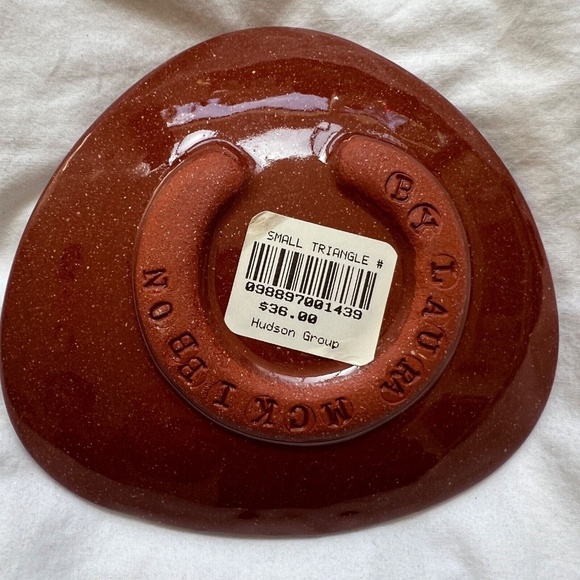 SMALL TRIANGLE #
098897001439
$36.00
Hudson Group
BY LAURA MCKIBBON